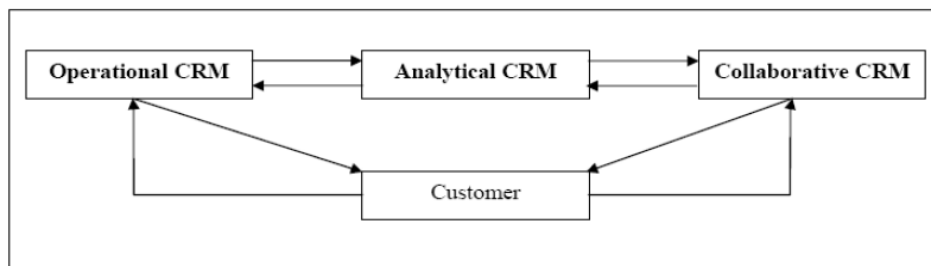 Operational CRM
Analytical CRM
Collaborative CRM
Customer